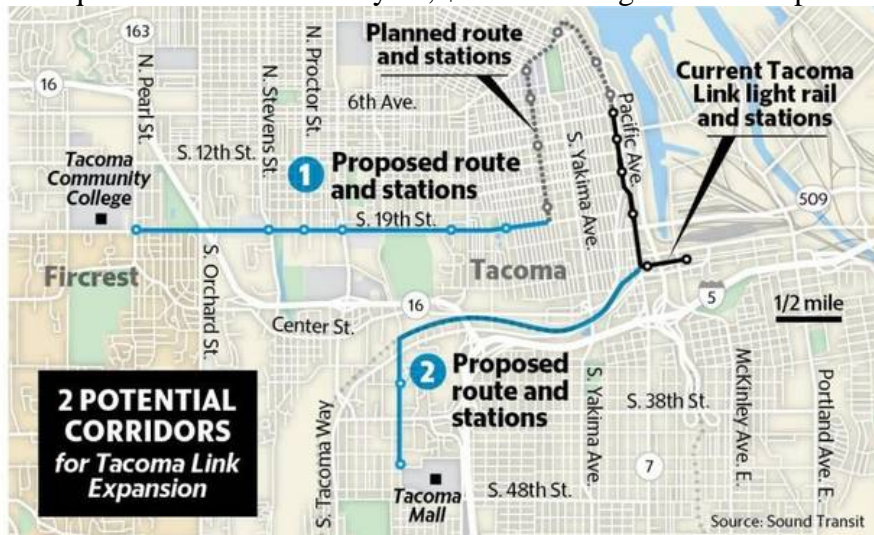 163
16
N. Pearl St.
N. Stevens St.
N. Proctor St.
6th Ave.
Planned route
and stations
Pacific Ave.
Current Tacoma
Link light rail
and stations
S. 12th St.
Tacoma
Community
College
1 Proposed route
and stations
S. Yakima Ave.
509
S. 19th St.
Fircrest
Tacoma
S. Orchard St.
16
5
1/2 mile
Center St.
2 Proposed
route and
stations
2 POTENTIAL
CORRIDORS
for Tacoma Link
Expansion
S. Tacoma Way
S. Yakima Ave.
S. 38th St.
McKinley Ave. E.
Portland Ave. E.
7
Tacoma
Mall
S. 48th St.
Source: Sound Transit